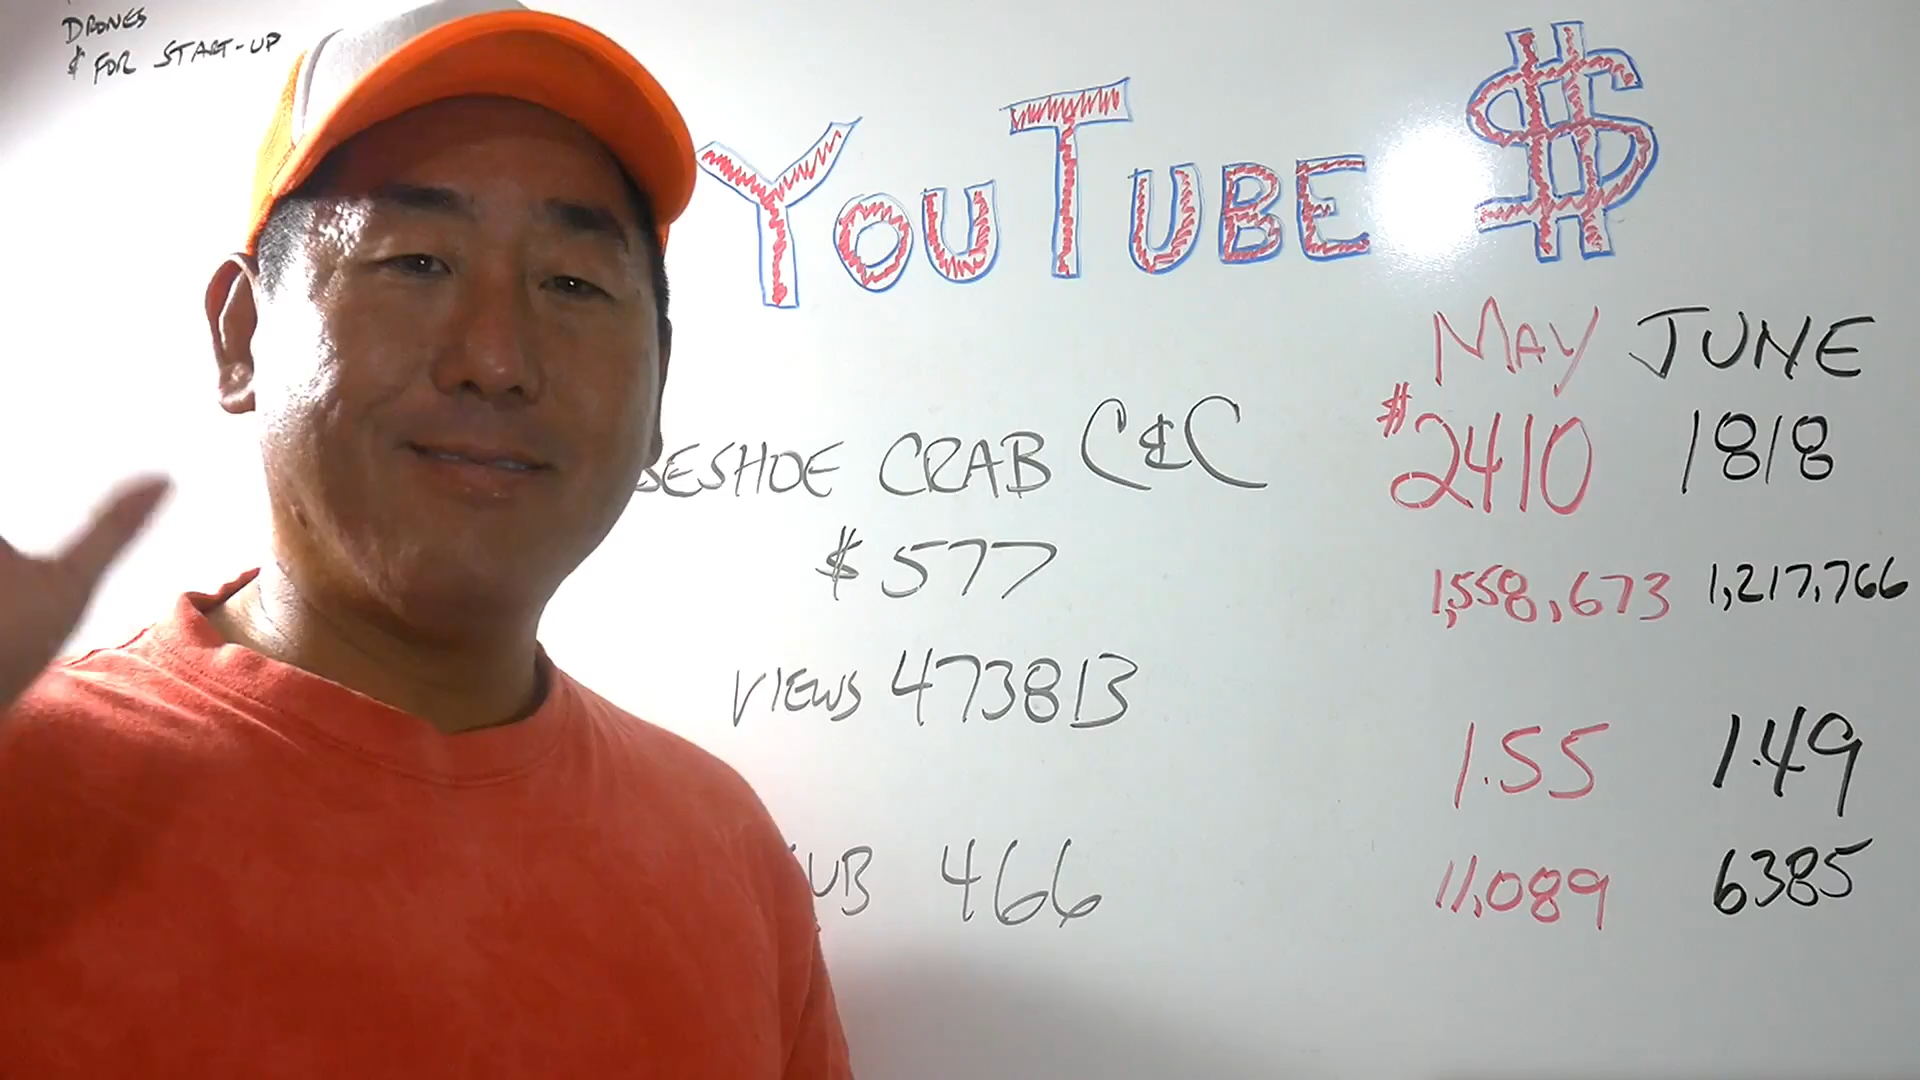 DRONES
$ FOR START-UP
YOUTUBE $
MAY JUNE
$2410 1818
SESHOE CRAB C&C
$577
1,558,673 1,217,766
VIEWS 473813
1.55 1.49
UB 466
11,089 6385